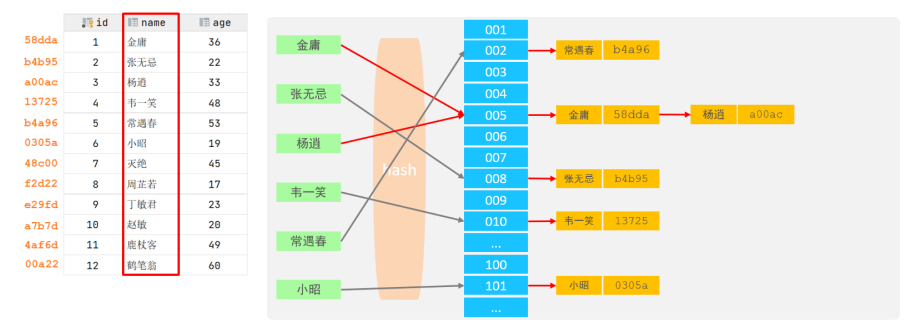 id name age
58dda 1 金庸 36
b4b95 2 张无忌 22
a00ac 3 杨逍 33
13725 4 韦一笑 48
b4a96 5 常遇春 53
0305a 6 小昭 19
48c00 7 灭绝 45
f2d22 8 周芷若 17
e29fd 9 丁敏君 23
a7b7d 10 赵敏 20
4af6d 11 鹿杖客 49
00a22 12 鹤笔翁 60
金庸
张无忌
杨逍
韦一笑
常遇春
小昭
hash
001
002 常遇春 b4a96
003
004
005 金庸 58dda 杨逍 a00ac
006
007
008 张无忌 b4b95
009
010 韦一笑 13725
...
100
101 小昭 0305a
...